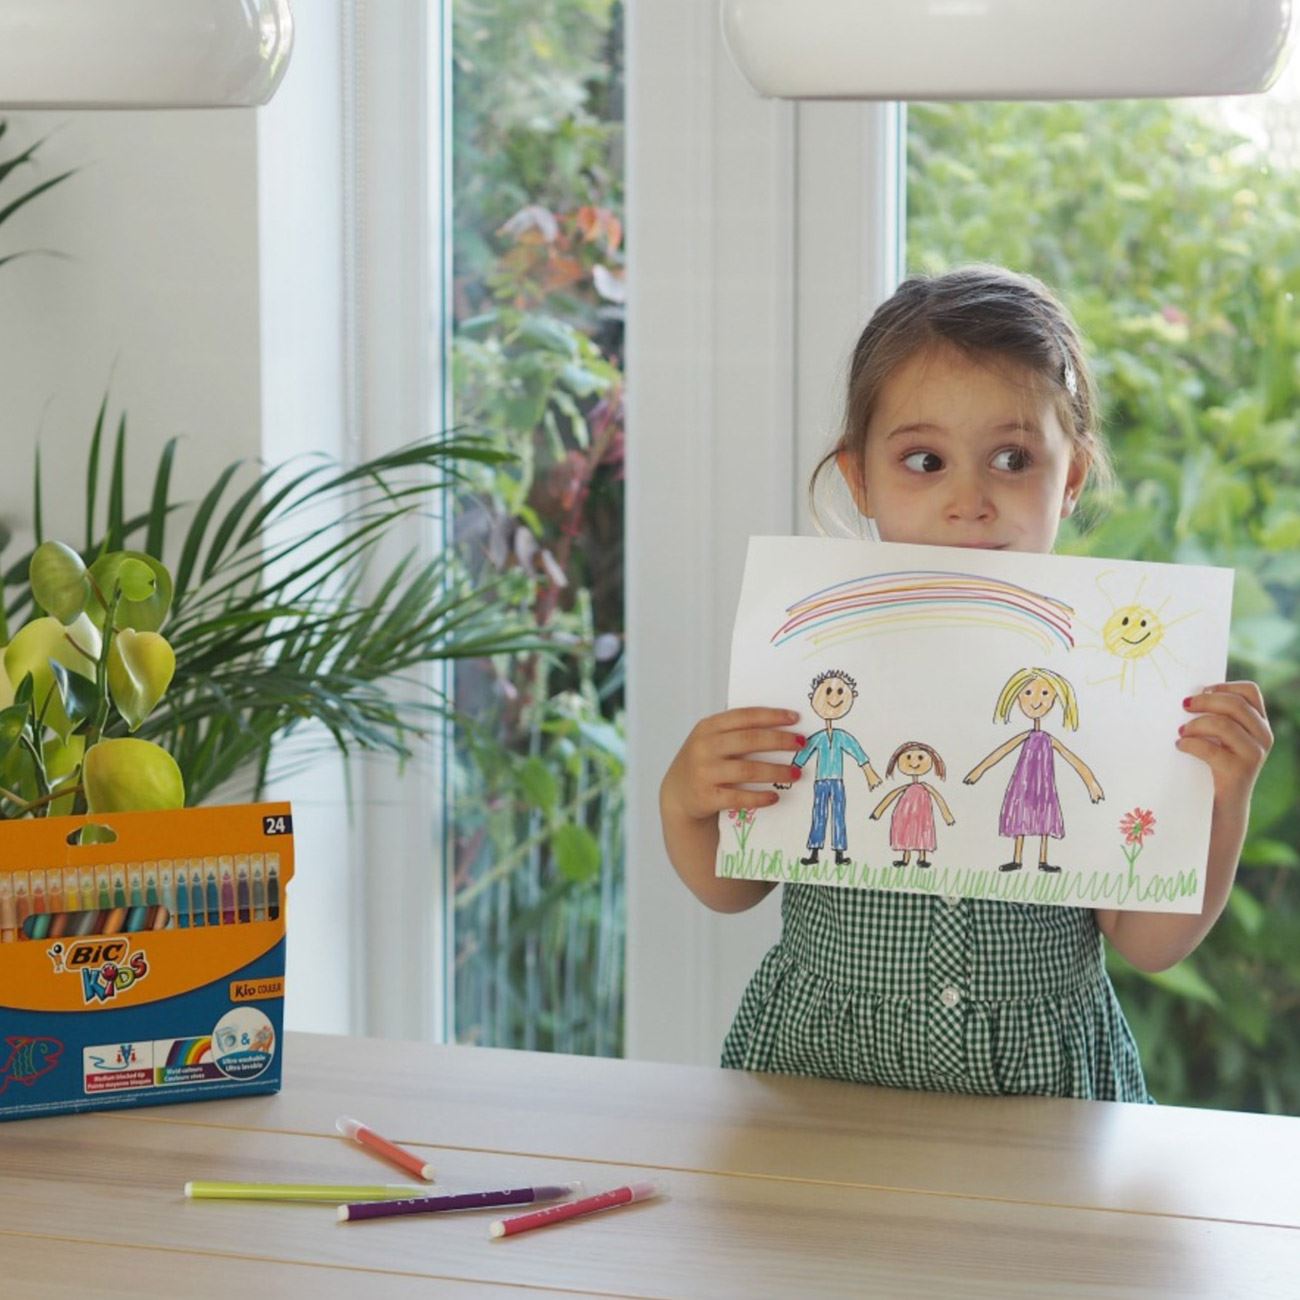 24
BIC
KIDS
KID COULEUR
Medium blocked tip
Pointe moyenne bloquée
Vivid colours
Couleurs vives
&
Ultra washable
Ultra lavable